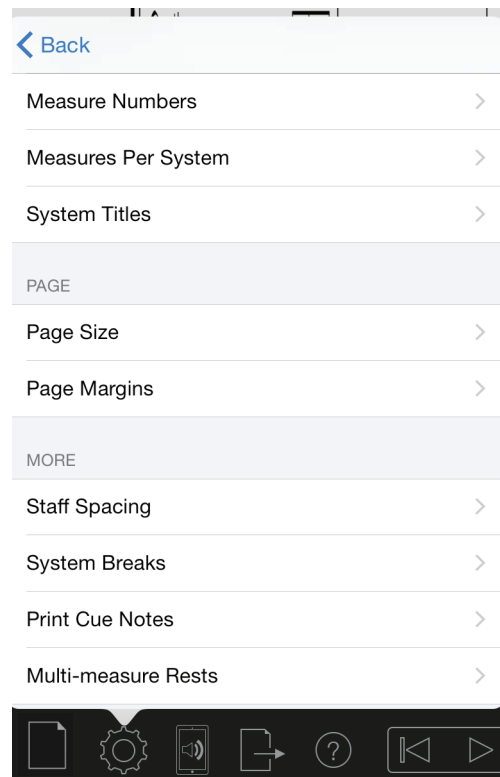 Back
Measure Numbers
Measures Per System
System Titles
PAGE
Page Size
Page Margins
MORE
Staff Spacing
System Breaks
Print Cue Notes
Multi-measure Rests
?